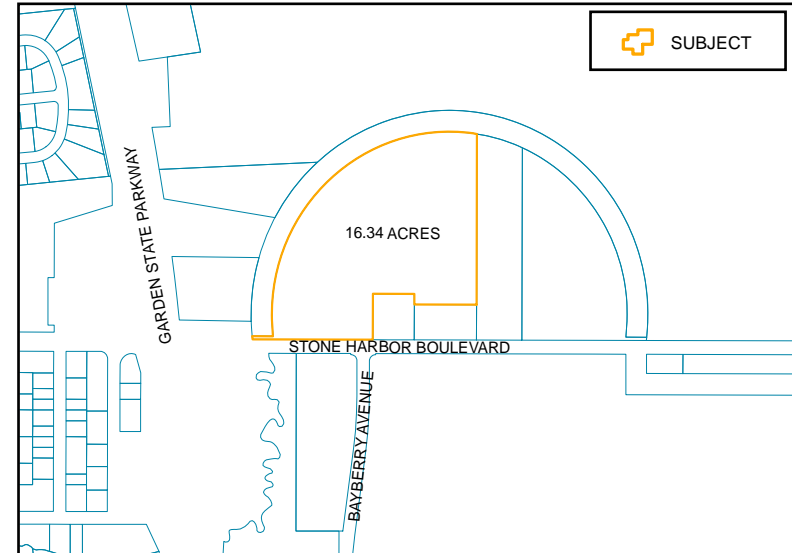 SUBJECT
GARDEN STATE PARKWAY
16.34 ACRES
STONE HARBOR BOULEVARD
BAYBERRY AVENUE